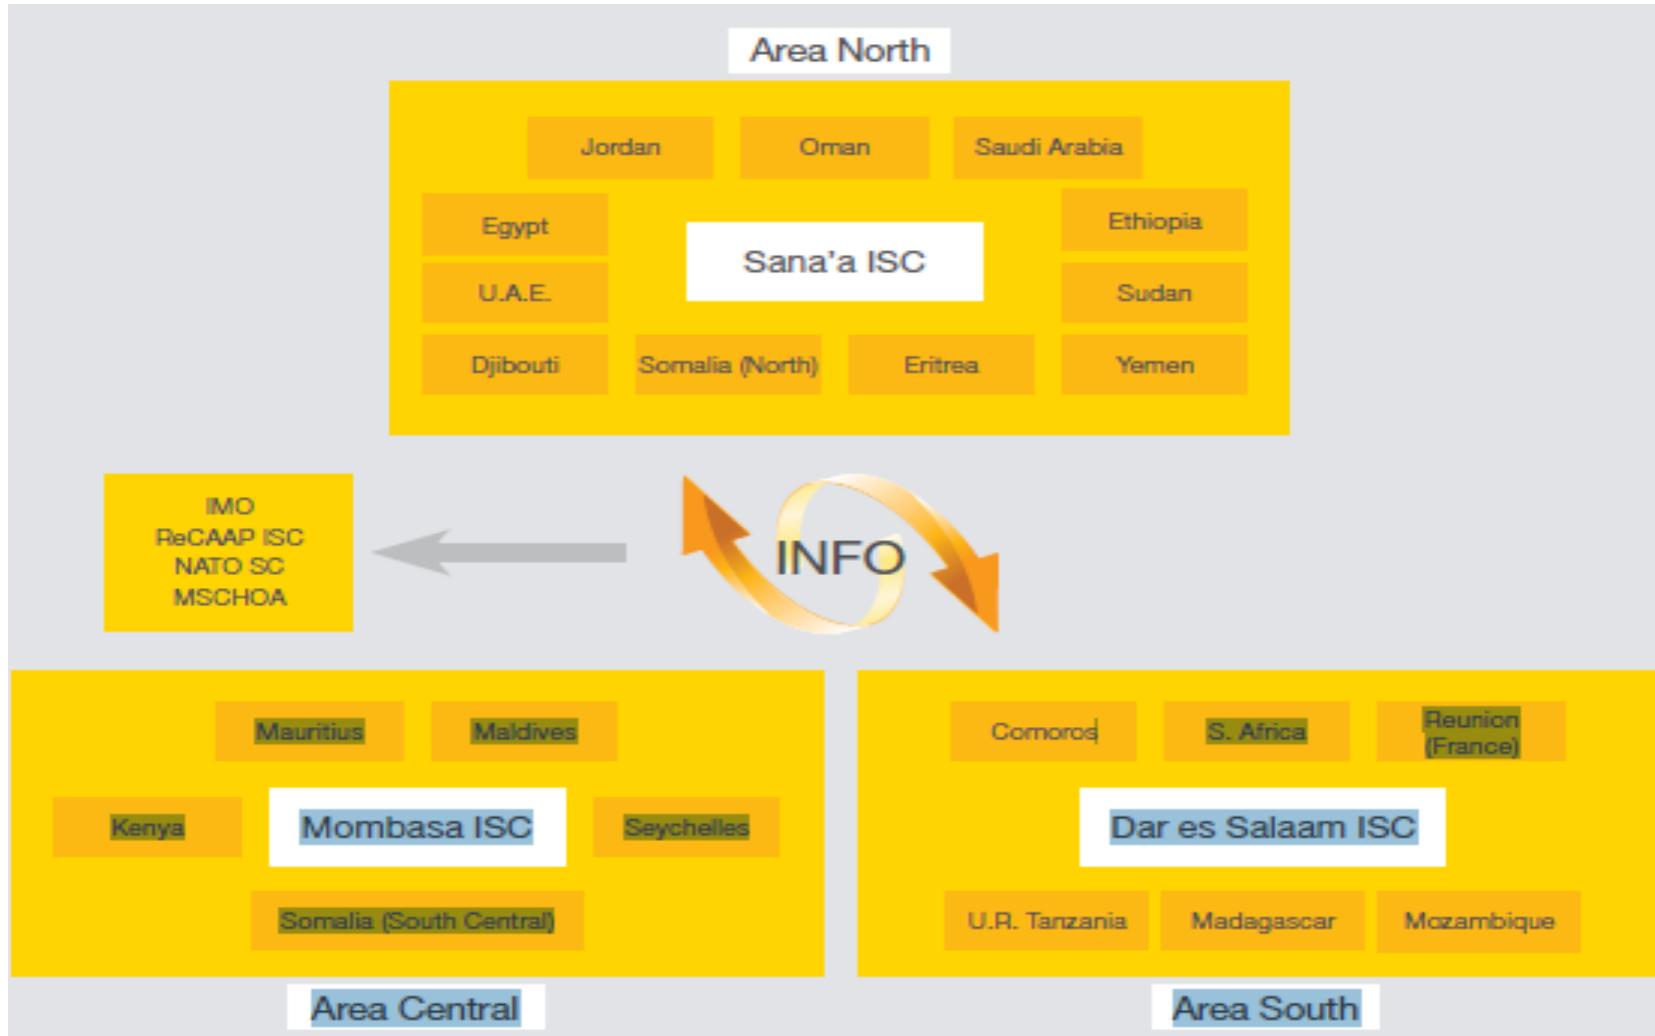 Area North
Jordan
Oman
Saudi Arabia
Egypt
Ethiopia
Sana’a ISC
U.A.E.
Sudan
Djibouti
Somalia (North)
Eritrea
Yemen
IMO
ReCAAP ISC
NATO SC
MSCHOA
INFO
Mauritius
Maldives
Kenya
Mombasa ISC
Seychelles
Somalia (South Central)
Area Central
Comoros
S. Africa
Reunion
(France)
Dar es Salaam ISC
U.R. Tanzania
Madagascar
Mozambique
Area South